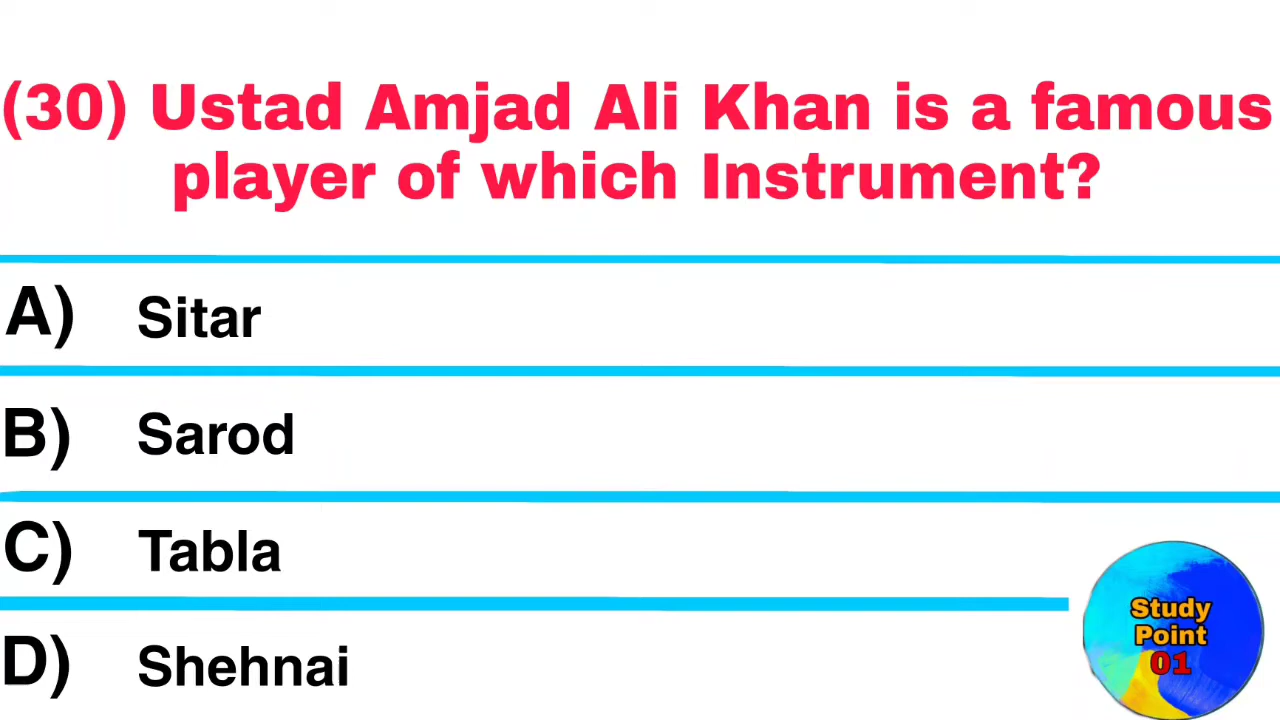 (30) Ustad Amjad Ali Khan is a famous
player of which Instrument?
A) Sitar
B) Sarod
C) Tabla
D) Shehnai
Study
Point
01